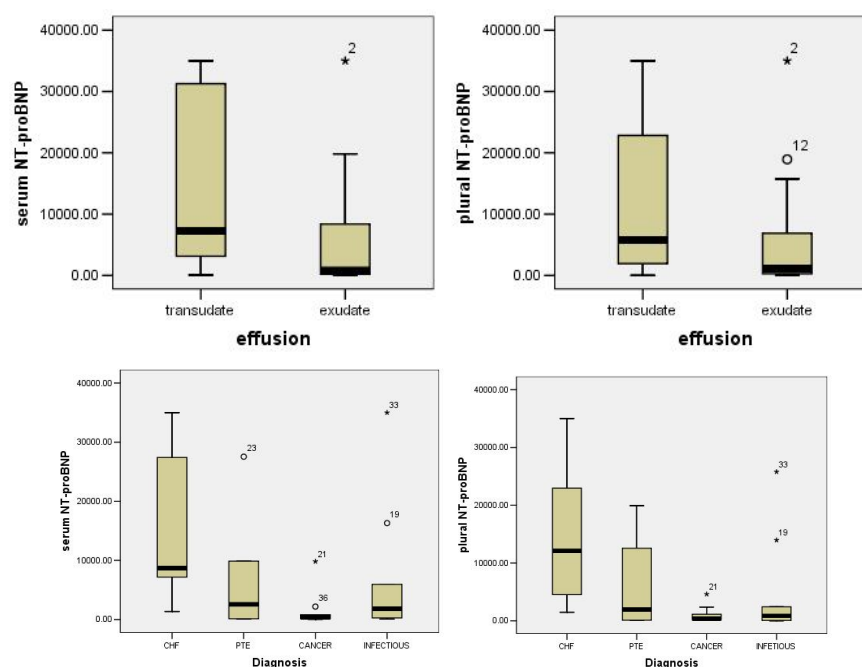 serum NT-proBNP
40000.00
30000.00
20000.00
10000.00
0.00
2
transudate exudate
effusion
plural NT-proBNP
40000.00
30000.00
20000.00
10000.00
0.00
2
12
transudate exudate
effusion
serum NT-proBNP
40000.00
30000.00
20000.00
10000.00
0.00
33
23
19
21
36
CHF PTE CANCER INFECTIOUS
Diagnosis
plural NT-proBNP
40000.00
30000.00
20000.00
10000.00
0.00
33
19
21
CHF PTE CANCER INFETIOUS
Diagnosis